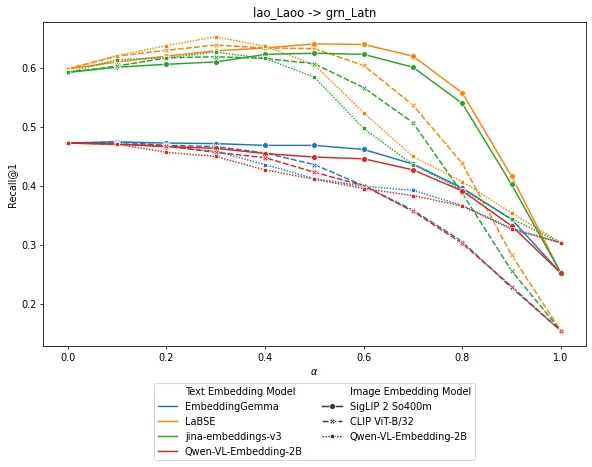 lao_Laoo -> grn_Latn
Recall@1
0.6
0.5
0.4
0.3
0.2
0.0
0.2
0.4
0.6
0.8
1.0
α
Text Embedding Model
EmbeddingGemma
LaBSE
jina-embeddings-v3
Qwen-VL-Embedding-2B
Image Embedding Model
SigLIP 2 So400m
CLIP ViT-B/32
Qwen-VL-Embedding-2B